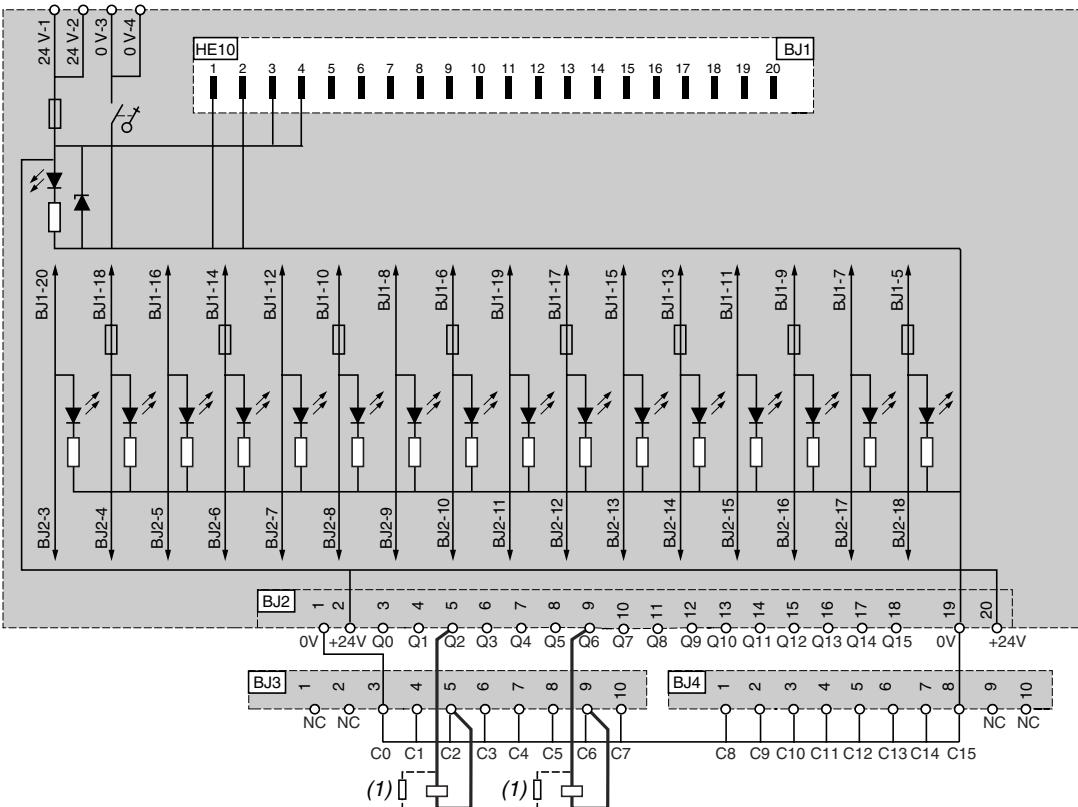 24 V-1 24 V-2 0 V-3 0 V-4
HE10 BJ1
1 2 3 4 5 6 7 8 9 10 11 12 13 14 15 16 17 18 19 20
BJ1-20 BJ1-18 BJ1-16 BJ1-14 BJ1-12 BJ1-10 BJ1-8 BJ1-6 BJ1-19 BJ1-17 BJ1-15 BJ1-13 BJ1-11 BJ1-9 BJ1-7 BJ1-5
BJ2-3 BJ2-4 BJ2-5 BJ2-6 BJ2-7 BJ2-8 BJ2-9 BJ2-10 BJ2-11 BJ2-12 BJ2-13 BJ2-14 BJ2-15 BJ2-16 BJ2-17 BJ2-18
BJ2 1 2 3 4 5 6 7 8 9 10 11 12 13 14 15 16 17 18 19 20
0V +24V Q0 Q1 Q2 Q3 Q4 Q5 Q6 Q7 Q8 Q9 Q10 Q11 Q12 Q13 Q14 Q15 0V +24V
BJ3 1 2 3 4 5 6 7 8 9 10 BJ4 1 2 3 4 5 6 7 8 9 10
NC NC NC NC
C0 C1 C2 C3 C4 C5 C6 C7 C8 C9 C10 C11 C12 C13 C14 C15
(1) (1)